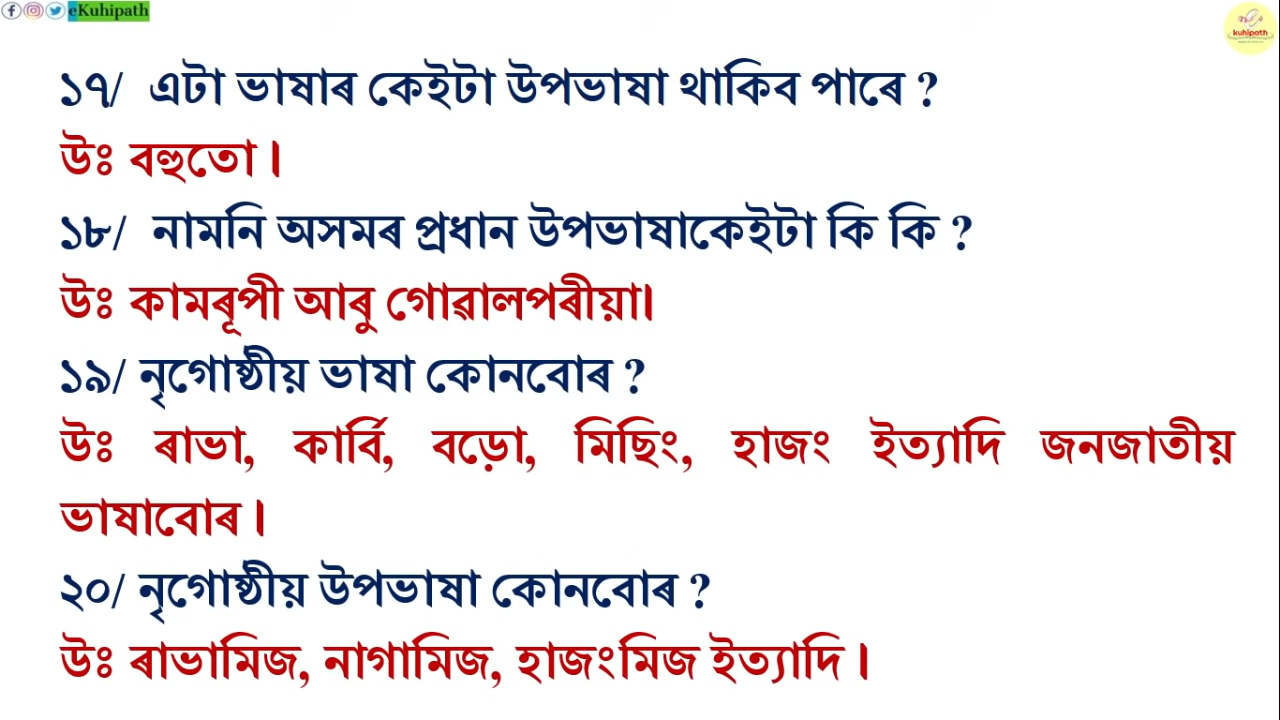 eKuhipath
kuhipath
১৭/ এটা ভাষাৰ কেইটা উপভাষা থাকিব পাৰে ?
উঃ বহুতো।
১৮/ নামনি অসমৰ প্ৰধান উপভাষাকেইটা কি কি ?
উঃ কামৰূপী আৰু গোৱালপৰীয়া।
১৯/ নৃগোষ্ঠীয় ভাষা কোনবোৰ ?
উঃ ৰাভা, কাৰ্বি, বড়ো, মিছিং, হাজং ইত্যাদি জনজাতীয়
ভাষাবোৰ।
২০/ নৃগোষ্ঠীয় উপভাষা কোনবোৰ ?
উঃ ৰাভামিজ, নাগামিজ, হাজংমিজ ইত্যাদি।